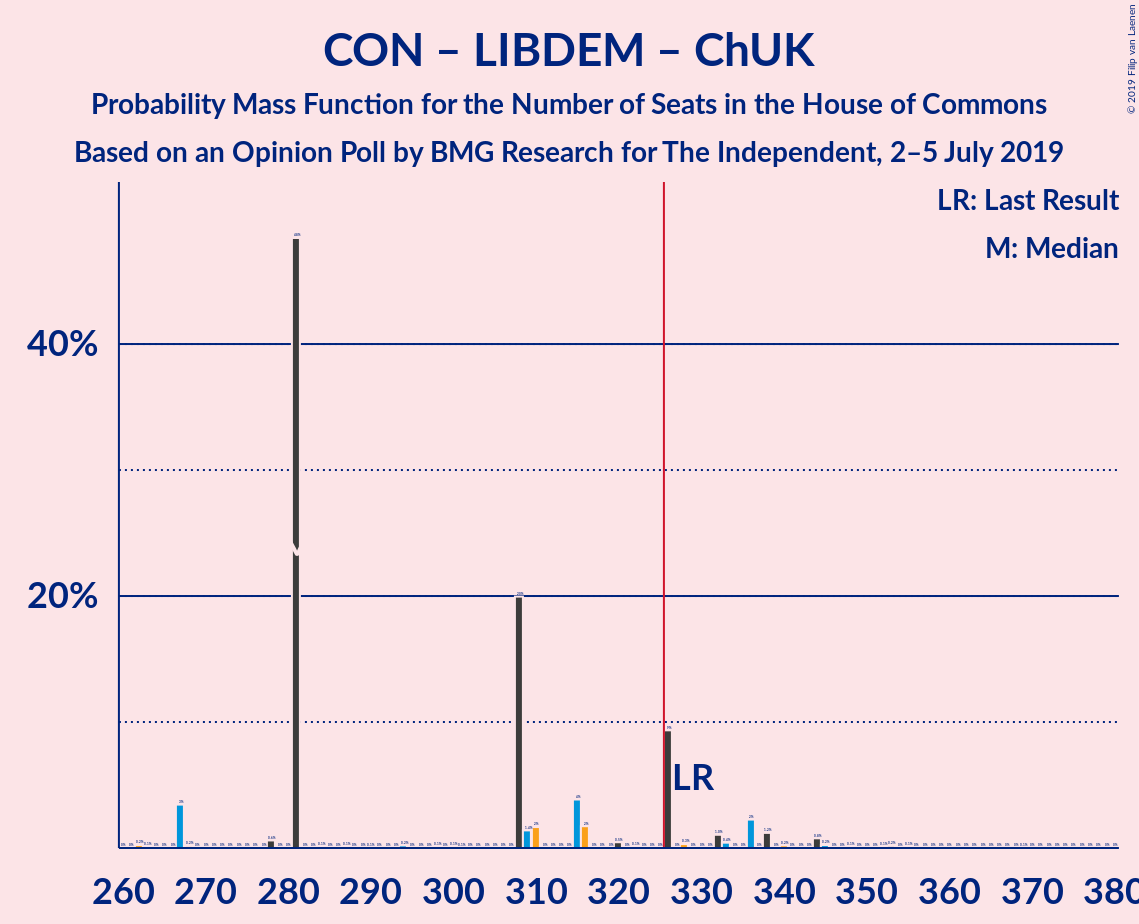 CON – LIBDEM – ChUK
Probability Mass Function for the Number of Seats in the House of Commons
Based on an Opinion Poll by BMG Research for The Independent, 2–5 July 2019
© 2019 Filip van Laenen
LR: Last Result
M: Median
40%
20%
LR
260 270 280 290 300 310 320 330 340 350 360 370 380